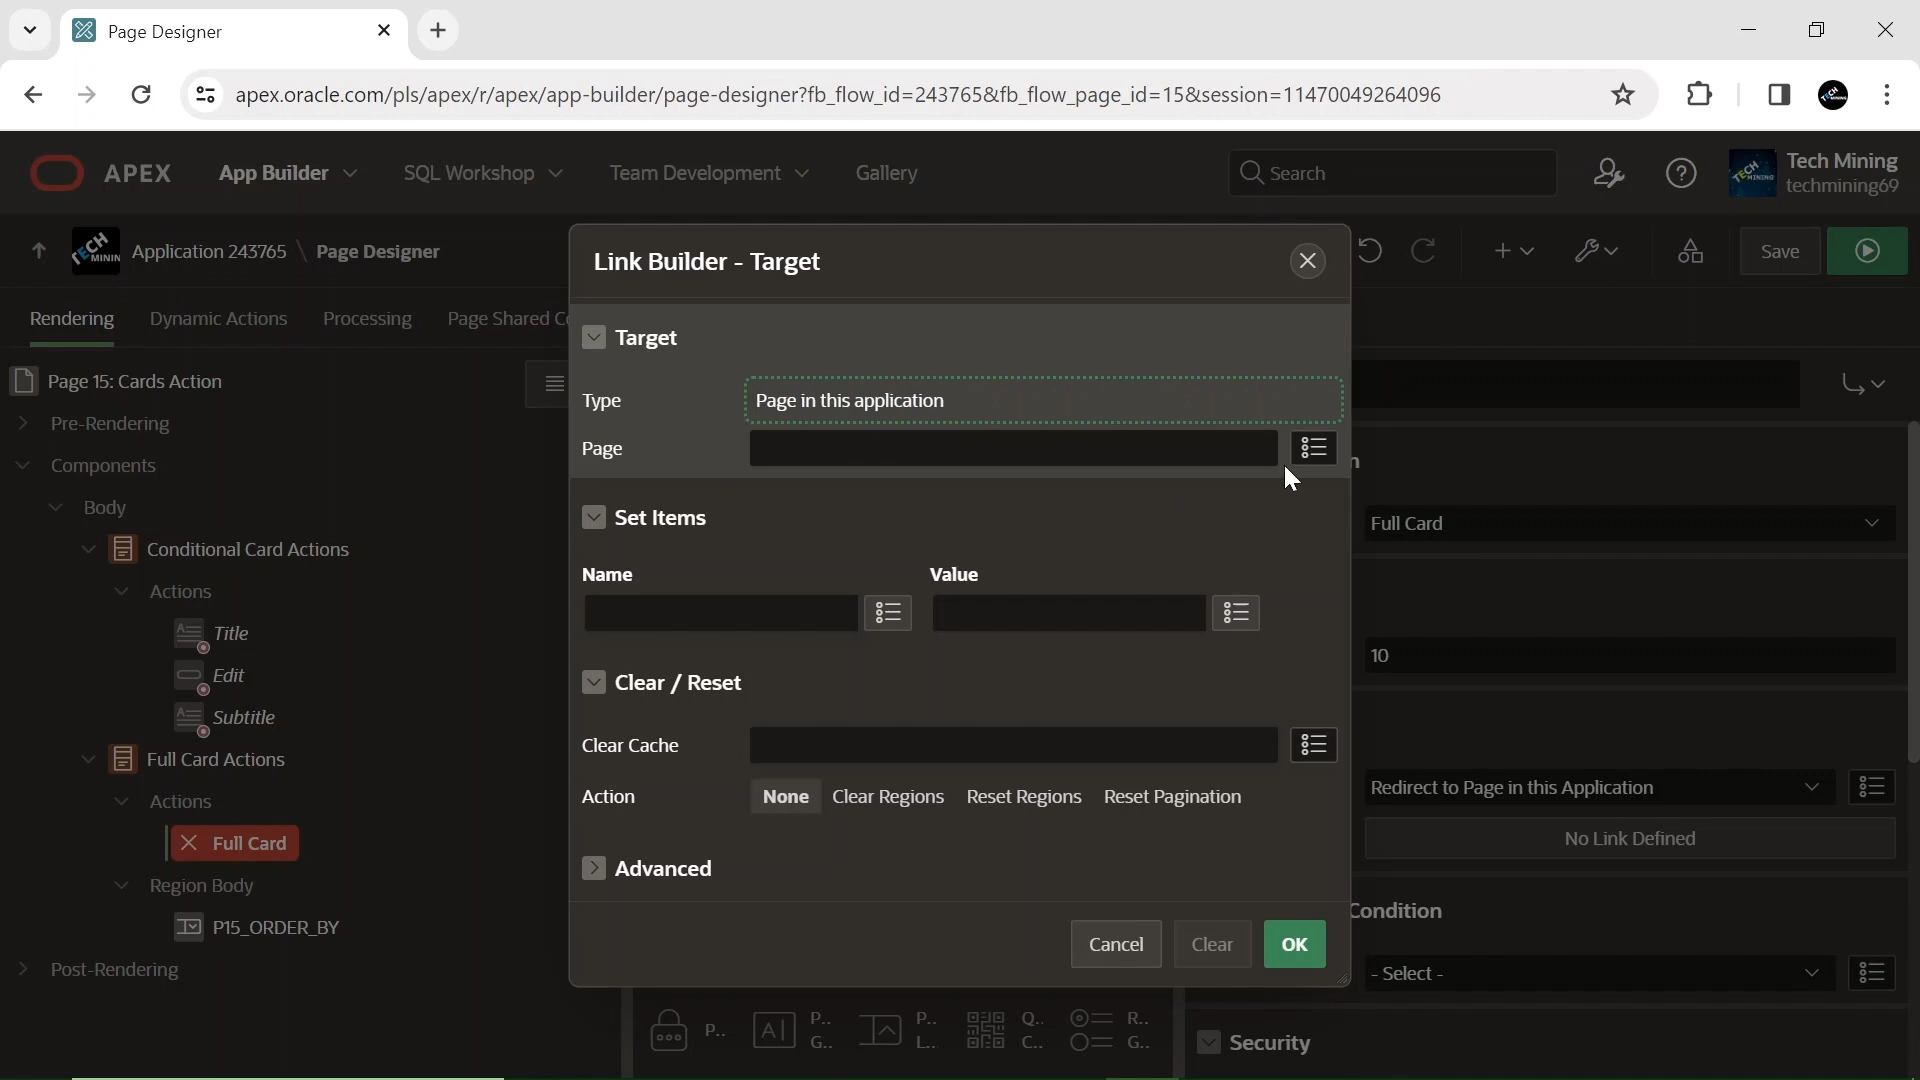 Page Designer
apex.oracle.com/pls/apex/r/apex/app-builder/page-designer?fb_flow_id=243765&fb_flow_page_id=15&session=11470049264096
APEX App Builder SQL Workshop Team Development Gallery Search Tech Mining
techmining69
Application 243765 \ Page Designer Save
Link Builder - Target
Rendering Dynamic Actions Processing Page Shared Co
Target
Page 15: Cards Action
Type Page in this application
Pre-Rendering
Page
n
Components
Body
Set Items
Full Card
Conditional Card Actions
Name Value
Actions
Title
10
Edit
Clear / Reset
Subtitle
Clear Cache
Full Card Actions
Redirect to Page in this Application
Actions
Action None Clear Regions Reset Regions Reset Pagination
Full Card
No Link Defined
Advanced
Region Body
Condition
P15_ORDER_BY
Cancel Clear OK
Post-Rendering
- Select -
P.. P.. P.. Q.. R..
G.. L... C... G..
Security